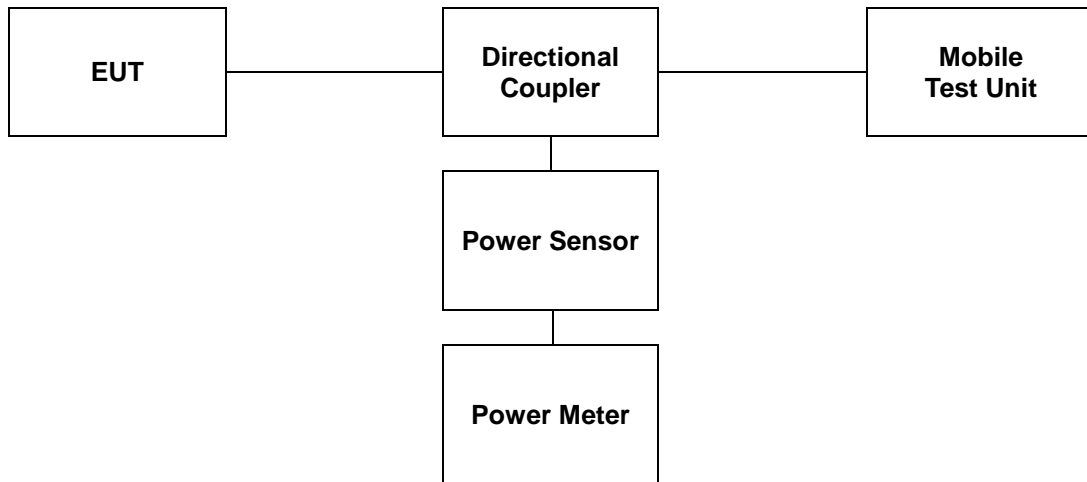 EUT
Directional
Coupler
Mobile
Test Unit
Power Sensor
Power Meter